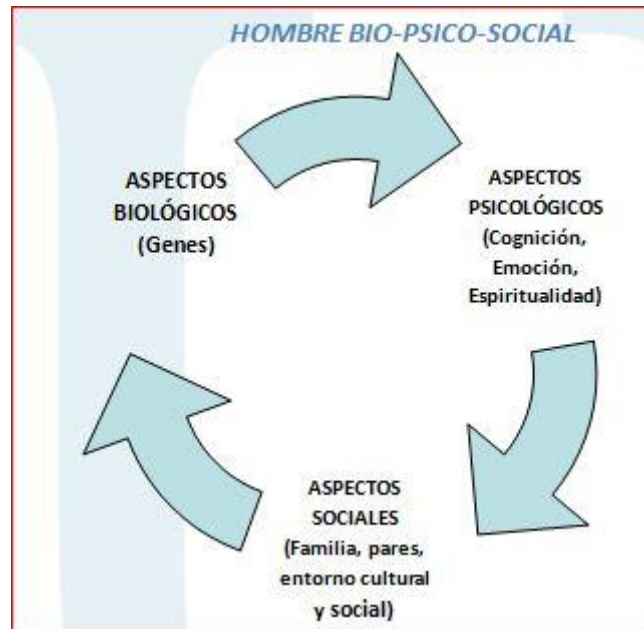 HOMBRE BIO-PSICO-SOCIAL
ASPECTOS
BIOLÓGICOS
(Genes)
ASPECTOS
PSICOLÓGICOS
(Cognición,
Emoción,
Espiritualidad)
ASPECTOS
SOCIALES
(Familia, pares,
entorno cultural
y social)